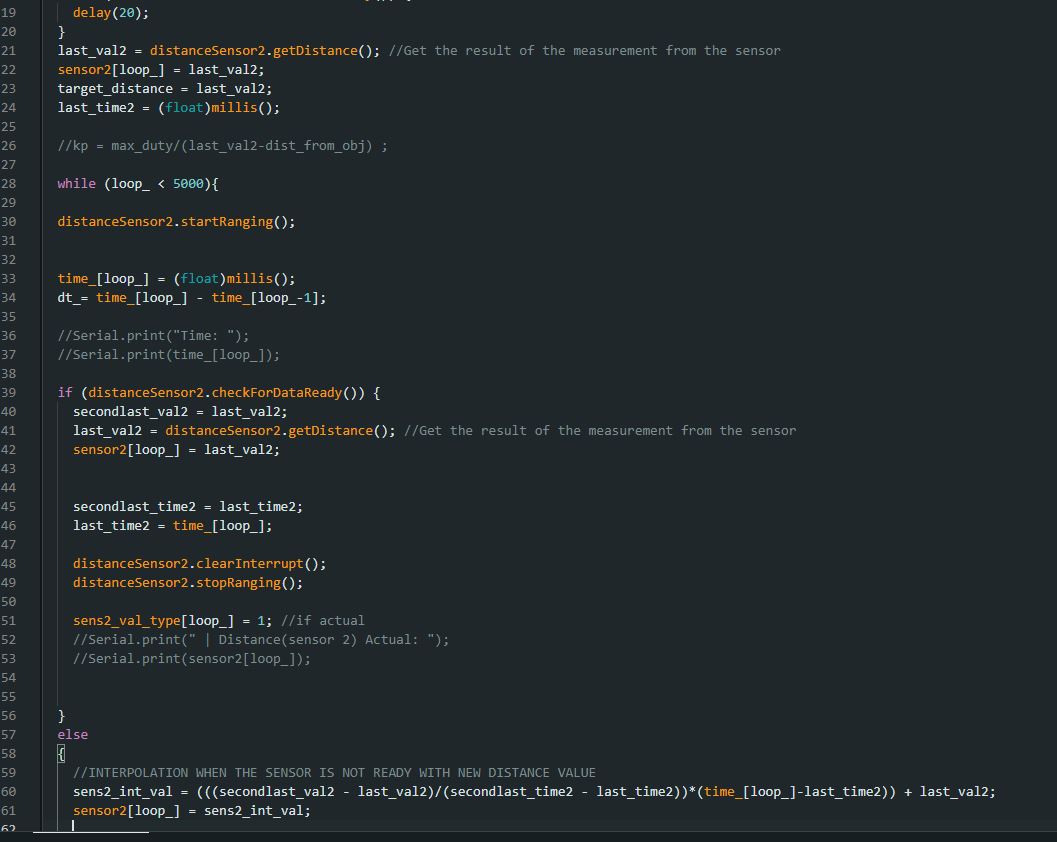 19 delay(20);
20 }
21 last_val2 = distanceSensor2.getDistance(); //Get the result of the measurement from the sensor
22 sensor2[loop_] = last_val2;
23 target_distance = last_val2;
24 last_time2 = (float)millis();
25
26 //kp = max_duty/(last_val2-dist_from_obj) ;
27
28 while (loop_ < 5000){
29
30 distanceSensor2.startRanging();
31
32
33 time_[loop_] = (float)millis();
34 dt_= time_[loop_] - time_[loop_-1];
35
36 //Serial.print("Time: ");
37 //Serial.print(time_[loop_]);
38
39 if (distanceSensor2.checkForDataReady()) {
40 secondlast_val2 = last_val2;
41 last_val2 = distanceSensor2.getDistance(); //Get the result of the measurement from the sensor
42 sensor2[loop_] = last_val2;
43
44
45 secondlast_time2 = last_time2;
46 last_time2 = time_[loop_];
47
48 distanceSensor2.clearInterrupt();
49 distanceSensor2.stopRanging();
50
51 sens2_val_type[loop_] = 1; //if actual
52 //Serial.print(" | Distance(sensor 2) Actual: ");
53 //Serial.print(sensor2[loop_]);
54
55
56 }
57 else
58 {
59 //INTERPOLATION WHEN THE SENSOR IS NOT READY WITH NEW DISTANCE VALUE
60 sens2_int_val = (((secondlast_val2 - last_val2)/(secondlast_time2 - last_time2))*(time_[loop_]-last_time2)) + last_val2;
61 sensor2[loop_] = sens2_int_val;
62